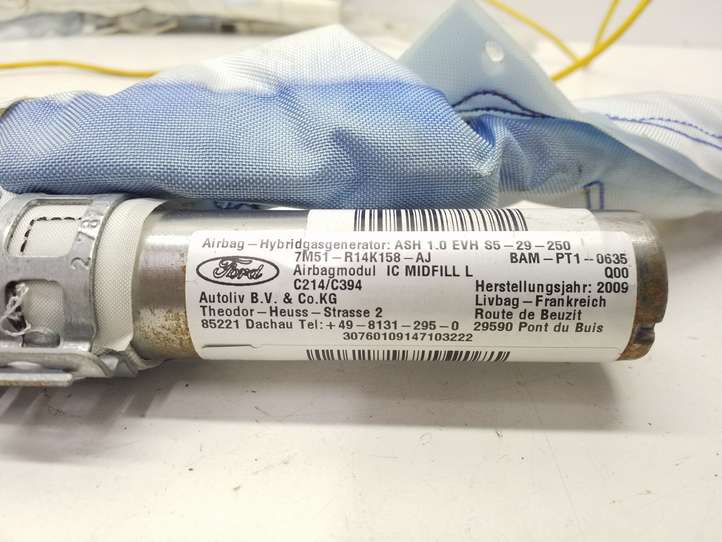 Airbag-Hybridgasgenerator: ASH 1.0 EVH S5-29-250
Ford
7M51-R14K158-AJ
BAM-PT1-0635
Airbagmodul IC MIDFILL L
Q00
C214/C394
Herstellungsjahr: 2009
Autoliv B.V. & Co.KG
Livbag-Frankreich
Theodor-Heuss-Strasse 2
Route de Beuzit
85221 Dachau Tel: +49-8131-295-0
29590 Pont du Buis
30760109147103222